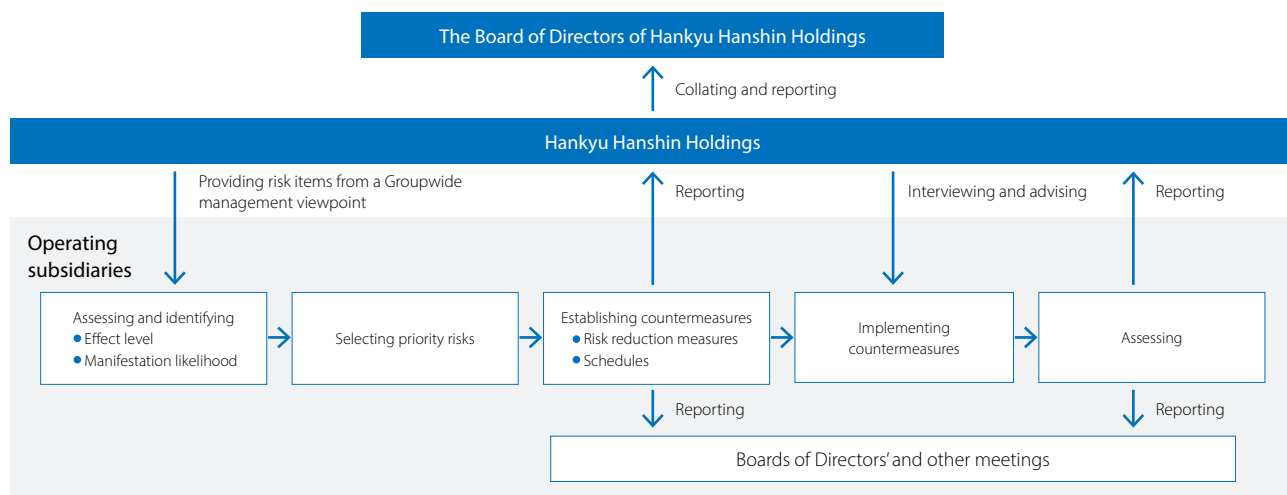 The Board of Directors of Hankyu Hanshin Holdings
Collating and reporting
Hankyu Hanshin Holdings
Providing risk items from a Groupwide
management viewpoint
Reporting
Interviewing and advising
Reporting
Operating
subsidiaries
Assessing and identifying
● Effect level
● Manifestation likelihood
Selecting priority risks
Establishing countermeasures
● Risk reduction measures
● Schedules
Implementing
countermeasures
Assessing
Reporting
Reporting
Boards of Directors’ and other meetings